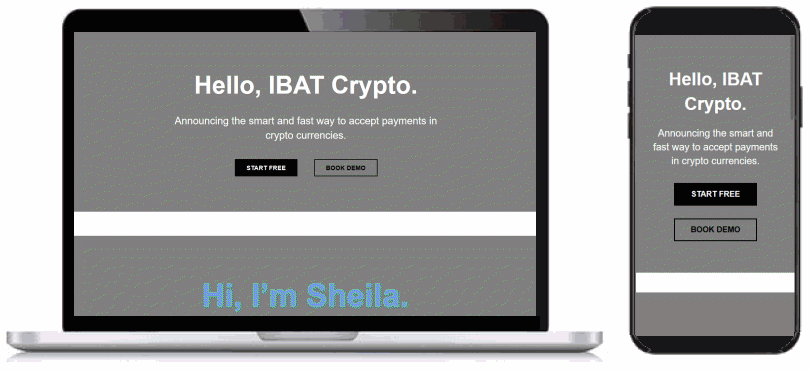 Hello, IBAT Crypto.
Announcing the smart and fast way to accept payments in
crypto currencies.
START FREE
BOOK DEMO
Hi, I'm Sheila.
Hello, IBAT
Crypto.
Announcing the smart and
fast way to accept payments
in crypto currencies.
START FREE
BOOK DEMO